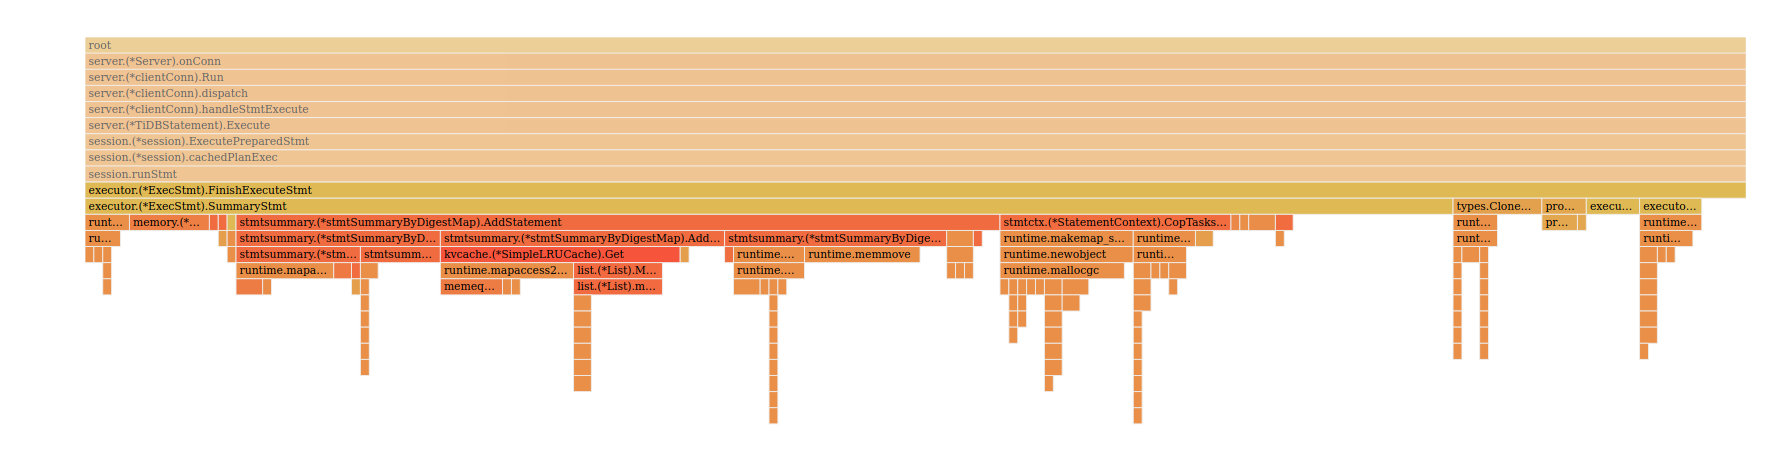 root
server.(*Server).onConn
server.(*clientConn).Run
server.(*clientConn).dispatch
server.(*clientConn).handleStmtExecute
server.(*TiDBStatement).Execute
session.(*session).ExecutePreparedStmt
session.(*session).cachedPlanExec
session.runStmt
executor.(*ExecStmt).FinishExecuteStmt
executor.(*ExecStmt).SummaryStmt types.Clone... pro... execu... executo...
runt... memory.(*... stmtsummary.(*stmtSummaryByDigestMap).AddStatement stmtctx.(*StatementContext).CopTasks... runt... pr... runtime...
ru... stmtsummary.(*stmtSummaryByD... stmtsummary.(*stmtSummaryByDigestMap).Add... stmtsummary.(*stmtSummaryByDige... runtime.makemap_s... runtime... runt... runti...
stmtsummary.(*stm... stmtsumm... kvcache.(*SimpleLRUCache).Get runtime.... runtime.memmove runtime.newobject runti...
runtime.mapa... runtime.mapaccess2... list.(*List).M... runtime.... runtime.mallocgc
memeq... list.(*List).m...